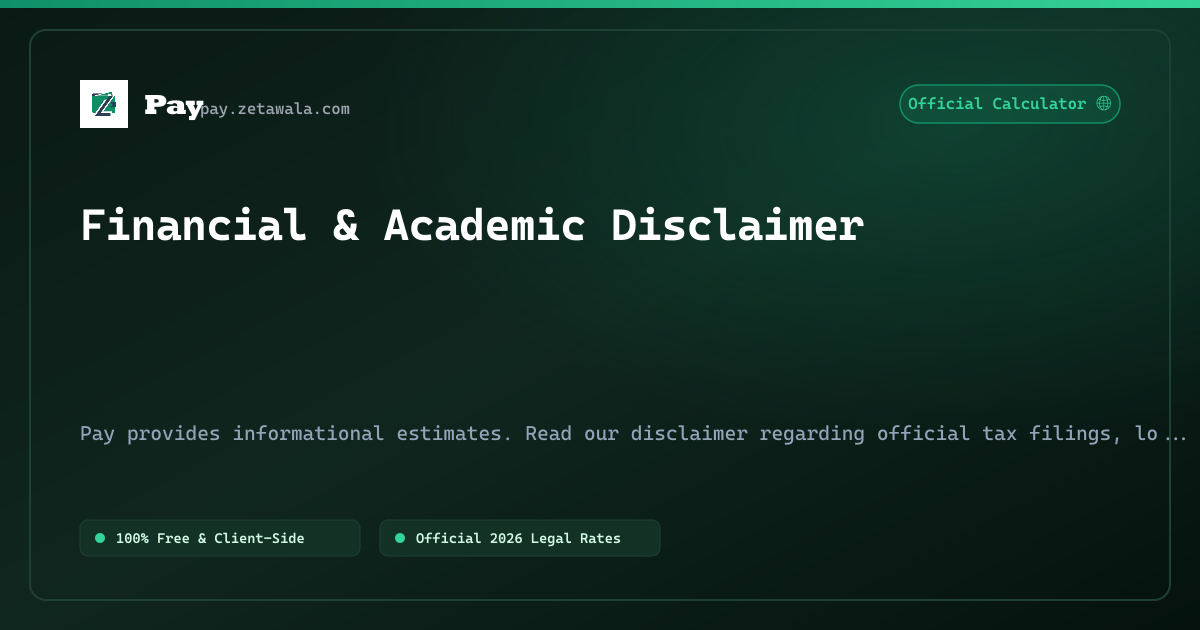 Pay pay.zetawala.com
Official Calculator
Financial & Academic Disclaimer
Pay provides informational estimates. Read our disclaimer regarding official tax filings, lo...
100% Free & Client-Side
Official 2026 Legal Rates